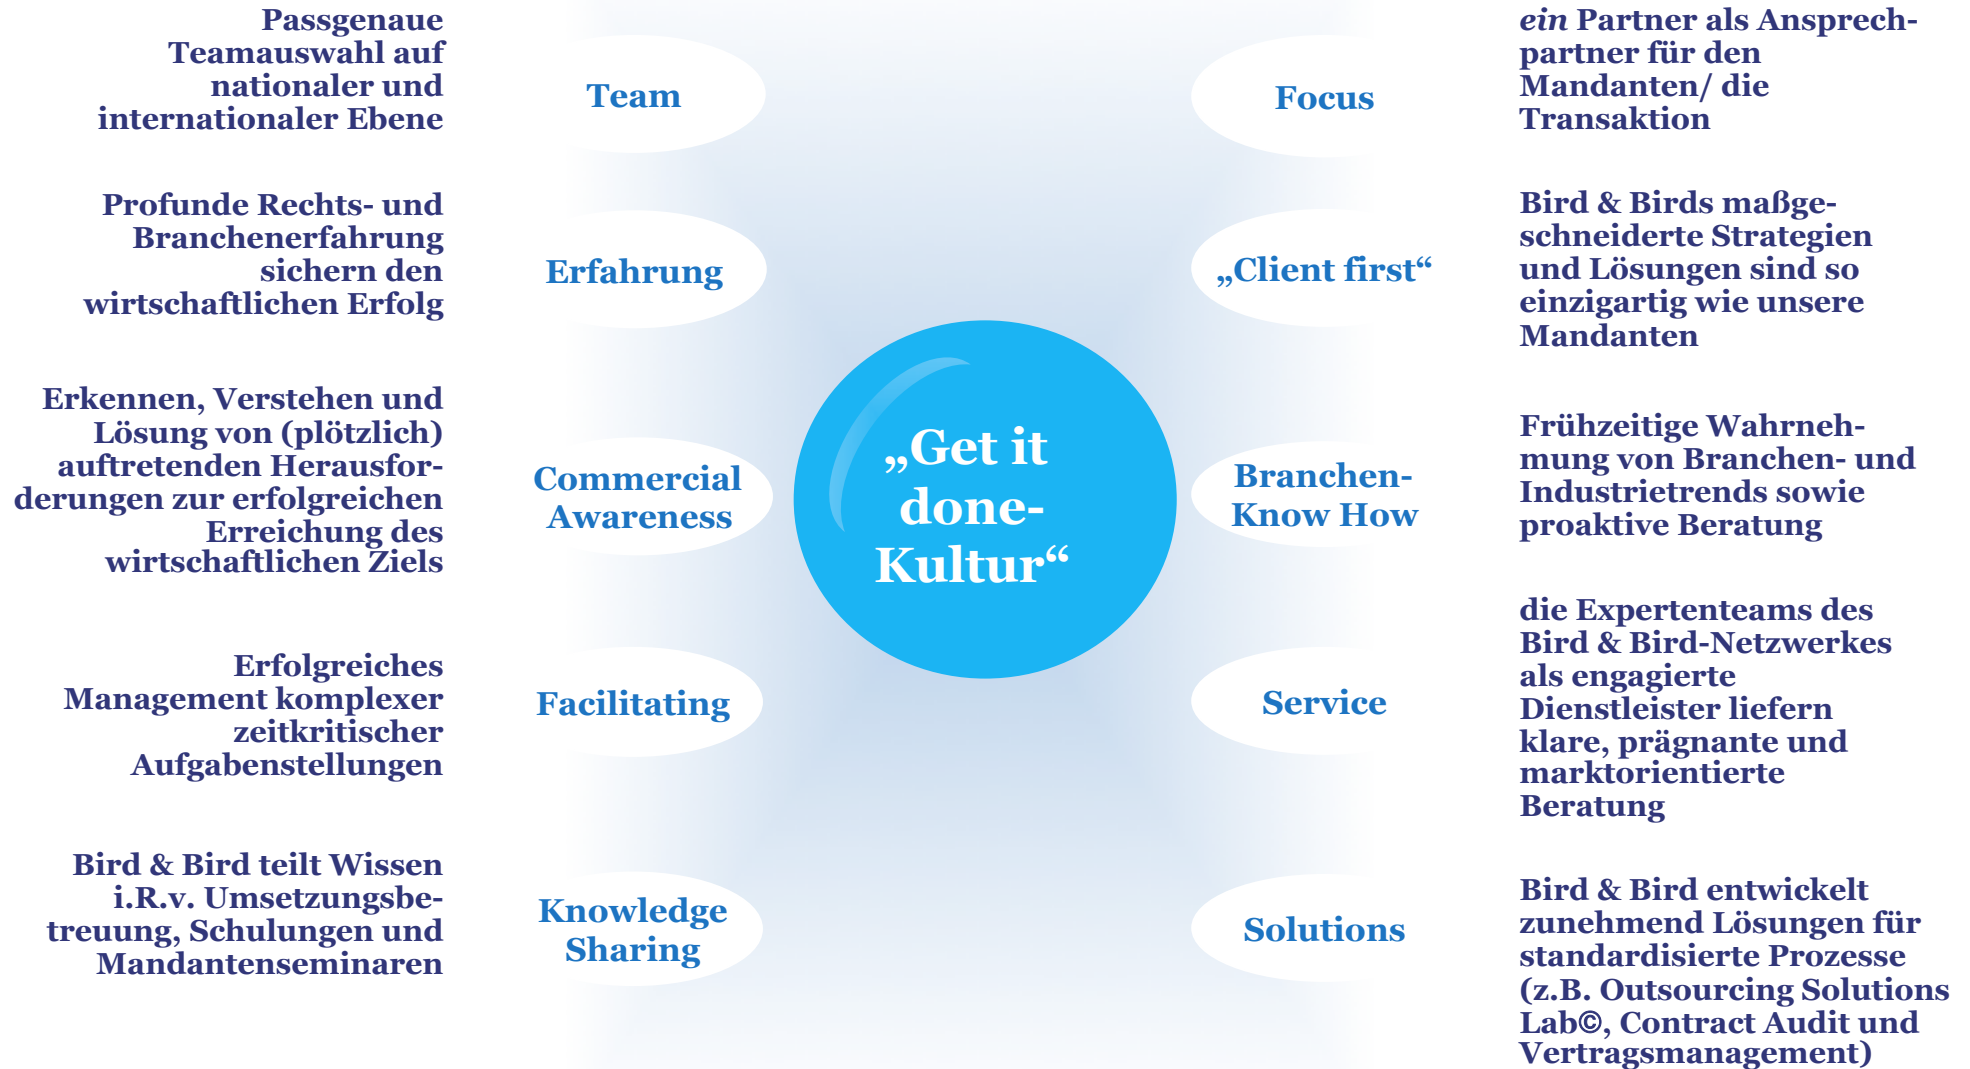 Passgenaue
Teamauswahl auf
nationaler und
internationaler Ebene
Team
Profunde Rechts- und
Branchenerfahrung
sichern den
wirtschaftlichen Erfolg
Erfahrung
Erkennen, Verstehen und
Lösung von (plötzlich)
auftretenden Herausfor-
derungen zur erfolgreichen
Erreichung des
wirtschaftlichen Ziels
Commercial
Awareness
Erfolgreiches
Management komplexer
zeitkritischer
Aufgabenstellungen
Facilitating
Bird & Bird teilt Wissen
i.R.v. Umsetzungsbe-
treuung, Schulungen und
Mandantenseminaren
Knowledge
Sharing
„Get it
done-
Kultur“
Focus
ein Partner als Ansprech-
partner für den
Mandanten/ die
Transaktion
„Client first“
Bird & Birds maßge-
schneiderte Strategien
und Lösungen sind so
einzigartig wie unsere
Mandanten
Branchen-
Know How
Frühzeitige Wahrneh-
mung von Branchen- und
Industrietrends sowie
proaktive Beratung
Service
die Expertenteams des
Bird & Bird-Netzwerkes
als engagierte
Dienstleister liefern
klare, prägnante und
marktorientierte
Beratung
Solutions
Bird & Bird entwickelt
zunehmend Lösungen für
standardisierte Prozesse
(z.B. Outsourcing Solutions
Lab©, Contract Audit und
Vertragsmanagement)